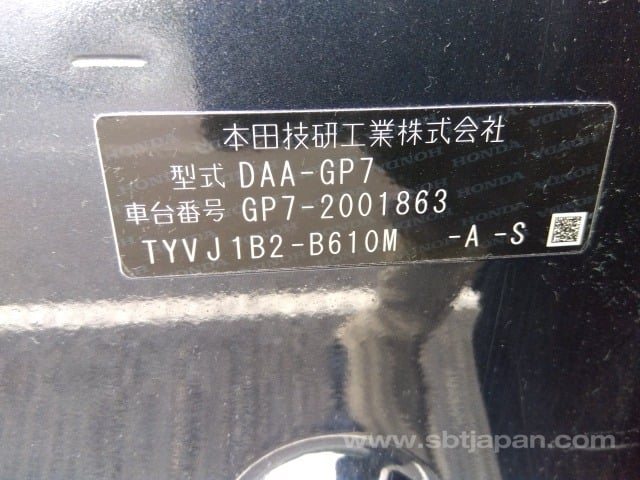 本田技研工業株式会社
型式 DAA-GP7
車台番号 GP7-2001863
TYVJ1B2-B610M -A-S
www.sbtjapan.com